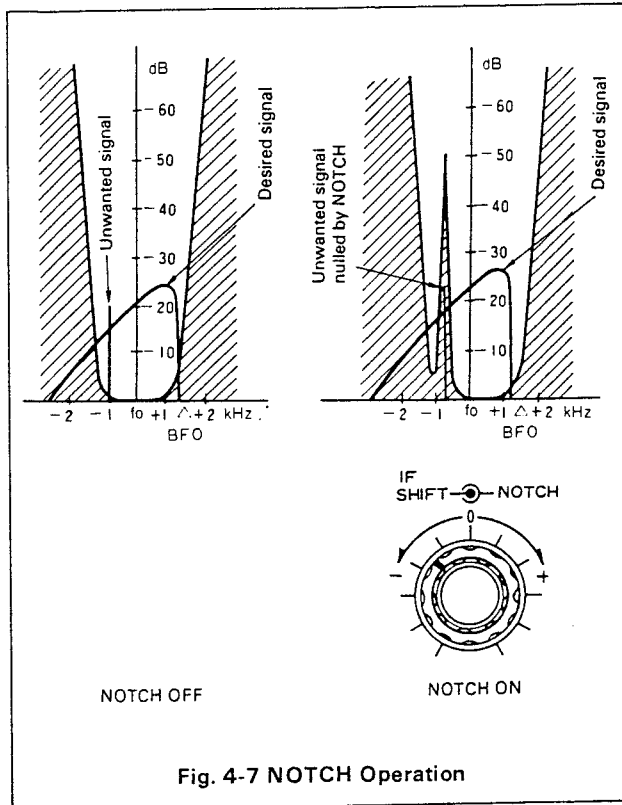 dB
-60
-50
-40
-30
-20
-10
Unwanted signal
Desired signal
-2 -1 fo +1 △ +2 kHz
BFO
dB
-60
-50
-40
-30
-20
-10
Unwanted signal
nulled by NOTCH
Desired signal
-2 -1 fo +1 △ +2 kHz
BFO
IF
SHIFT NOTCH
0
- +
NOTCH OFF
NOTCH ON
Fig. 4-7 NOTCH Operation